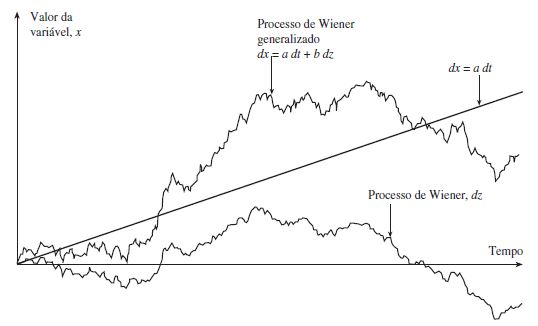 Valor da
variável, x
Processo de Wiener
generalizado
dx = a dt + b dz
dx = a dt
Processo de Wiener, dz
Tempo